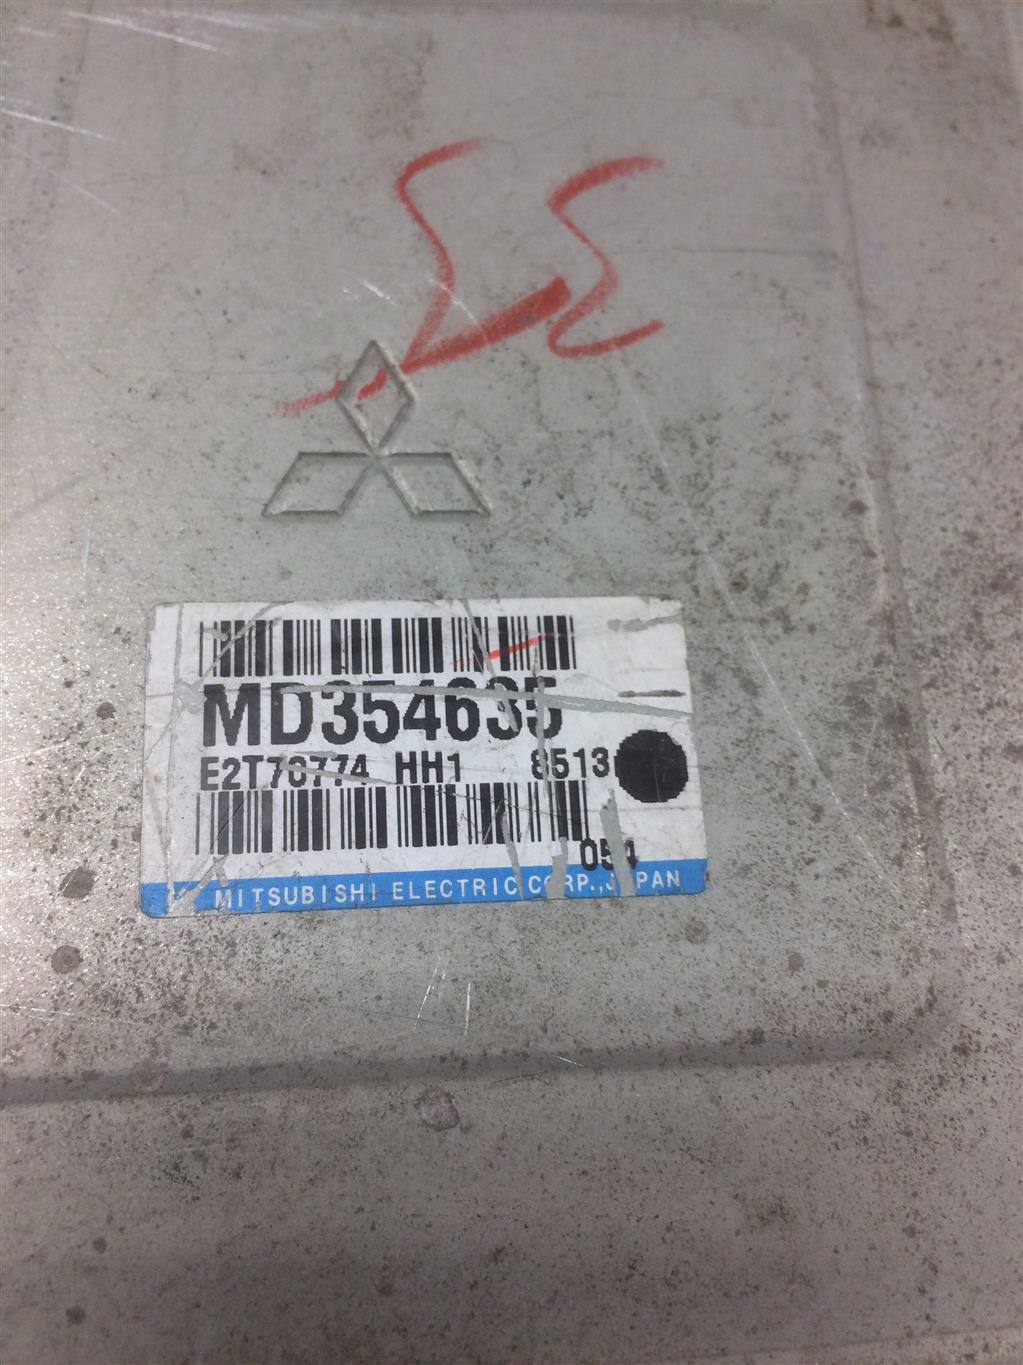 MD354635
E2T76774 HH1 8513
054
MITSUBISHI ELECTRIC CORP., JAPAN